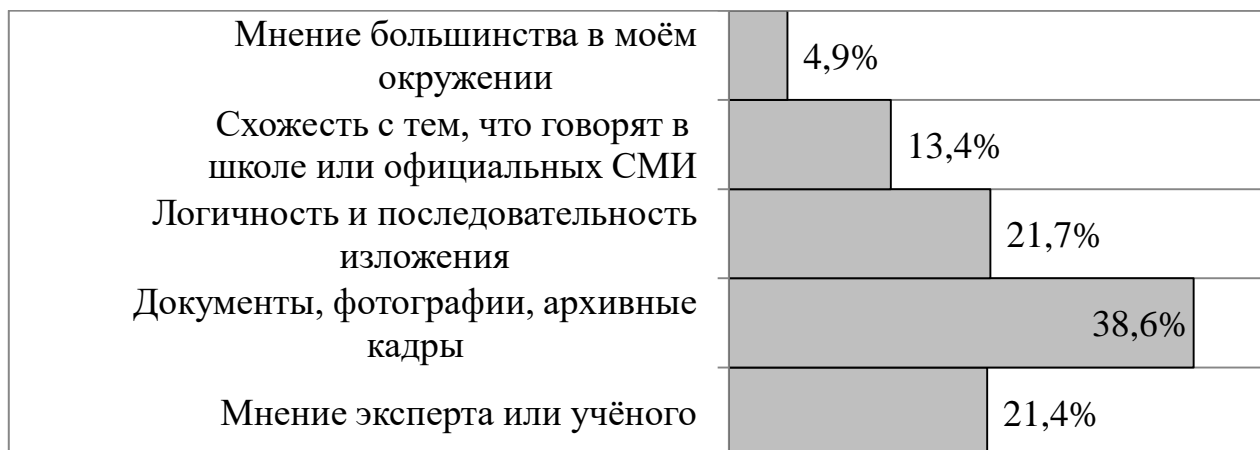 Мнение большинства в моём
окружении
4,9%
Схожесть с тем, что говорят в
школе или официальных СМИ
13,4%
Логичность и последовательность
изложения
21,7%
Документы, фотографии, архивные
кадры
38,6%
Мнение эксперта или учёного
21,4%